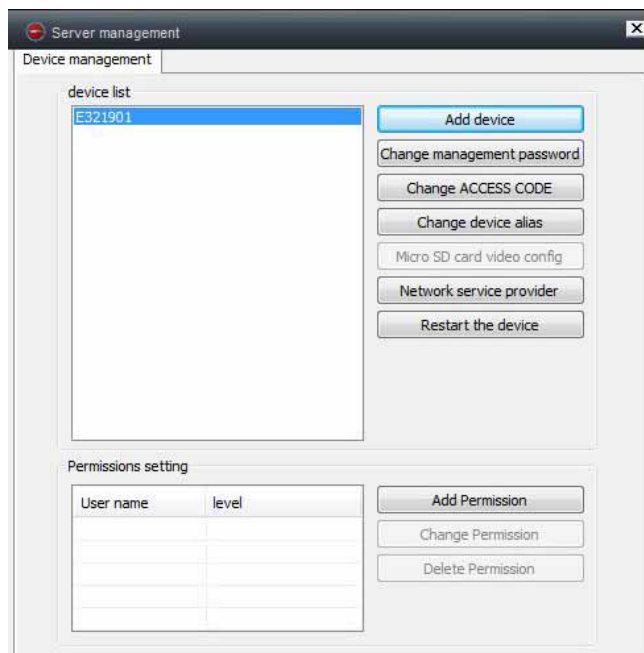 Server management
Device management
device list
E321901
Add device
Change management password
Change ACCESS CODE
Change device alias
Micro SD card video config
Network service provider
Restart the device
Permissions setting
User name level
Add Permission
Change Permission
Delete Permission